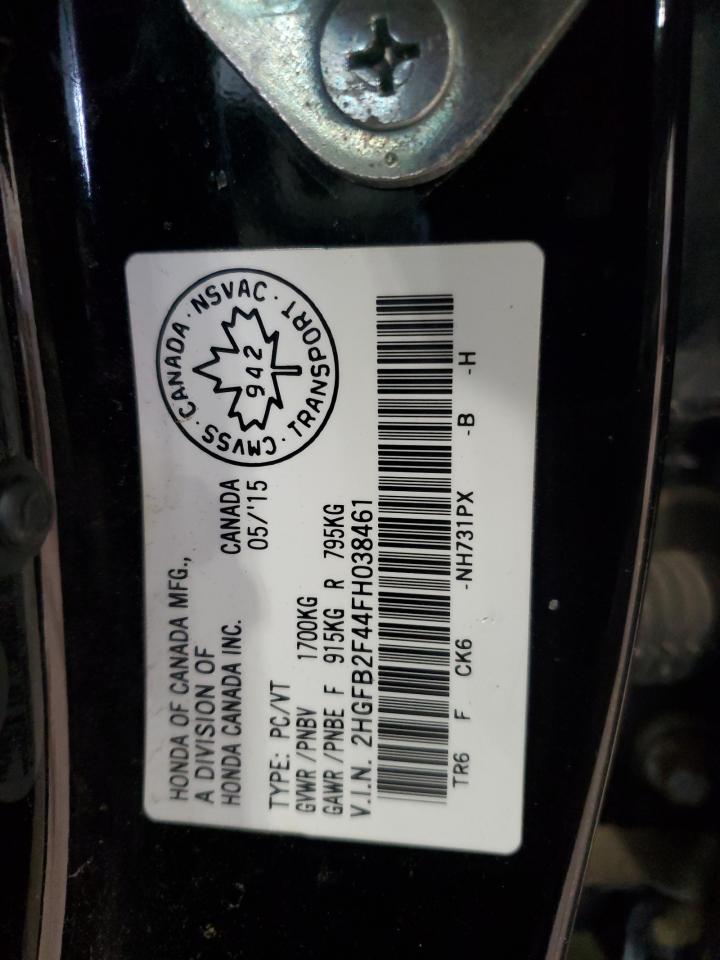 HONDA OF CANADA MFG.,
A DIVISION OF
HONDA CANADA INC.
CANADA
05/'15
CMVSS · CANADA · NSVAC · TRANSPORT ·
942
TYPE: PC/VT
GVWR/PNBV 1700KG
GAWR/PNBE F 915KG R 795KG
V.I.N. 2HGFB2F44FH038461
TR6 F CK6 -NH731PX -B -H